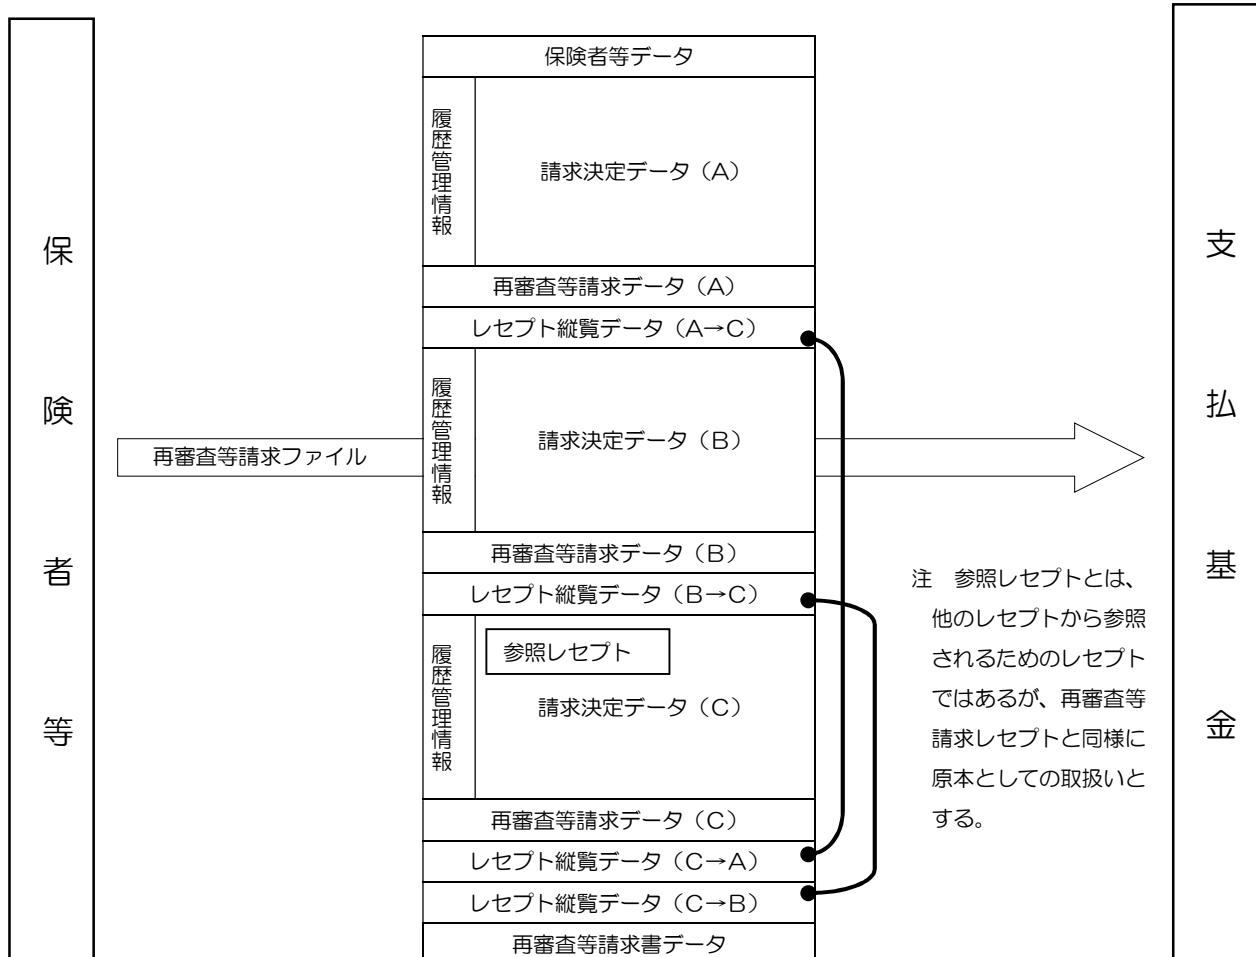 保険者等
保険者等データ
履歴管理情報
請求決定データ（A）
再審査等請求データ（A）
レセプト縦覧データ（A→C）
履歴管理情報
請求決定データ（B）
再審査等請求ファイル
再審査等請求データ（B）
レセプト縦覧データ（B→C）
履歴管理情報
参照レセプト
請求決定データ（C）
再審査等請求データ（C）
レセプト縦覧データ（C→A）
レセプト縦覧データ（C→B）
再審査等請求書データ
注　参照レセプトとは、
他のレセプトから参照
されるためのレセプト
ではあるが、再審査等
請求レセプトと同様に
原本としての取扱いと
する。
支払基金